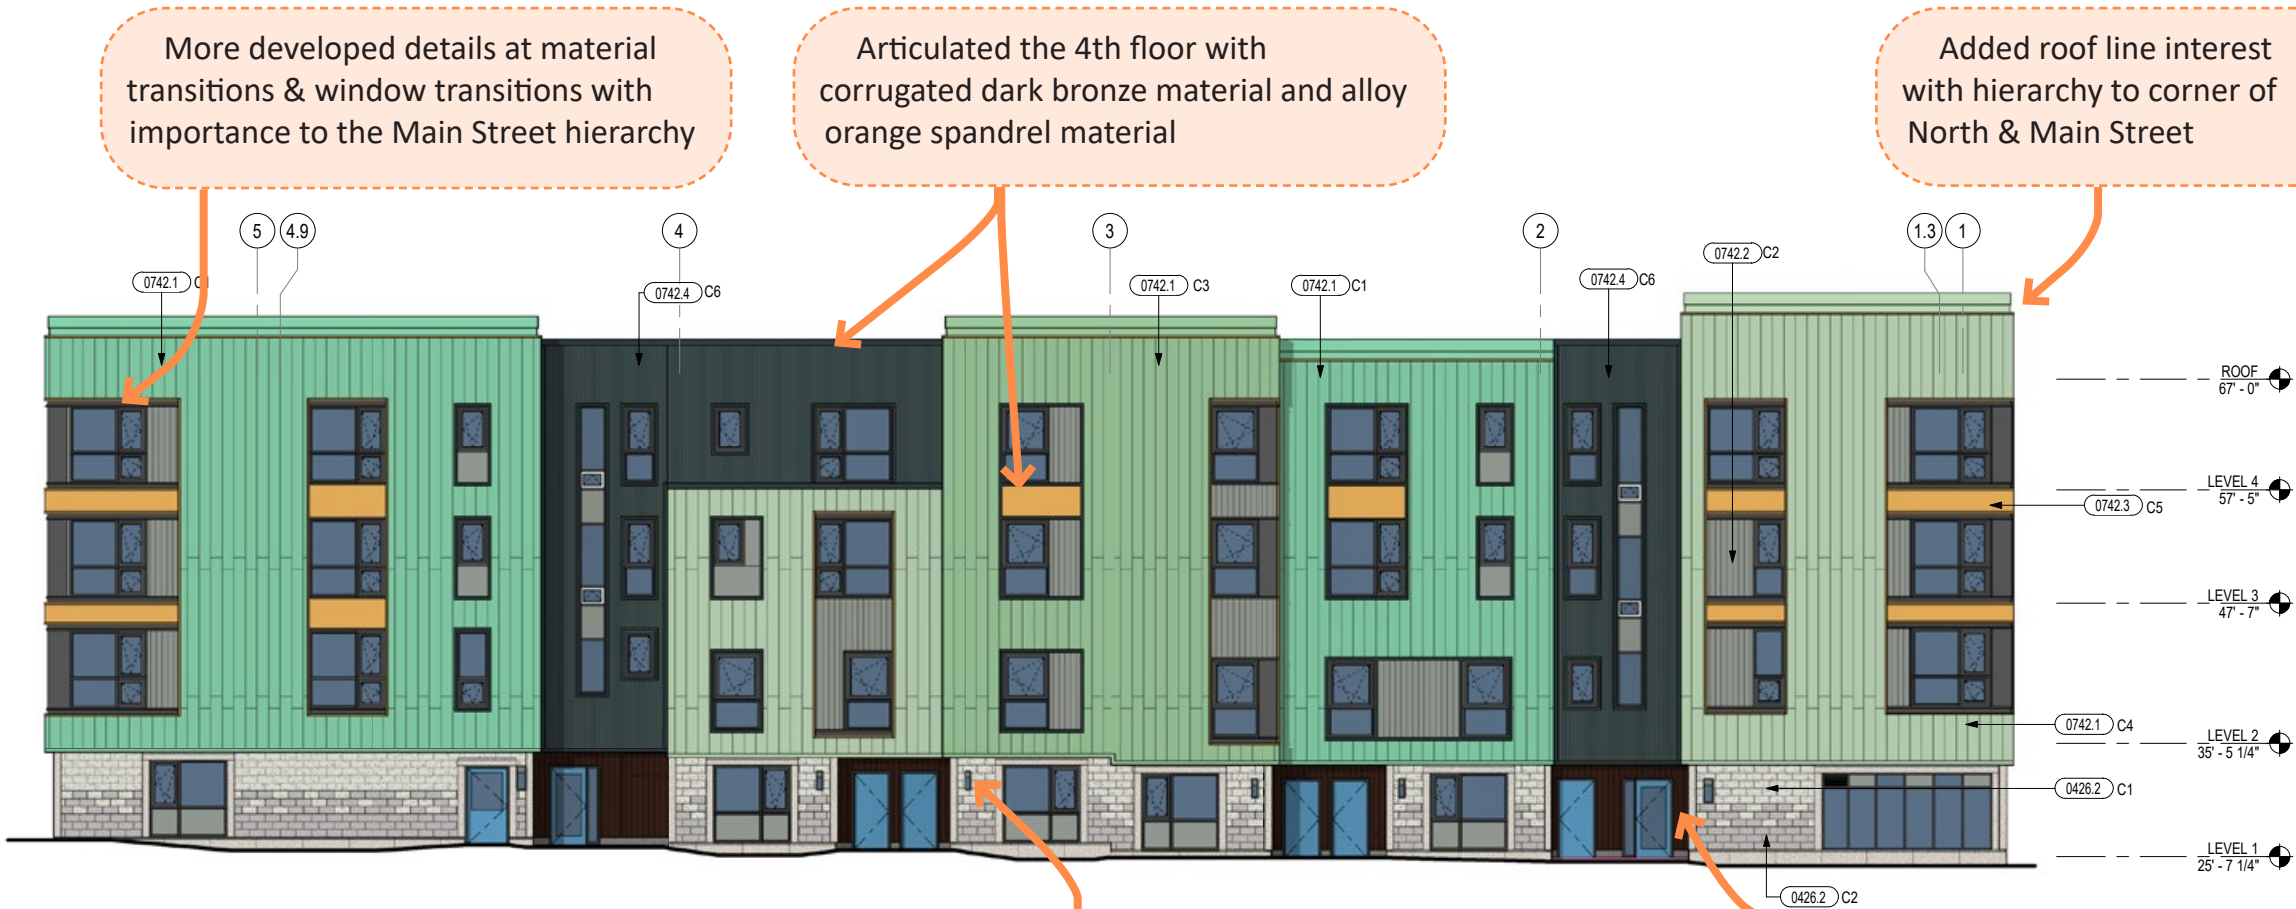 More developed details at material
transitions & window transitions with
importance to the Main Street hierarchy
Articulated the 4th floor with
corrugated dark bronze material and alloy
orange spandrel material
Added roof line interest
with hierarchy to corner of
North & Main Street
5
4.9
4
3
2
1.3
1
0742.1
0742.4 C6
0742.1 C3
0742.1 C1
0742.4 C6
0742.2 C2
ROOF
67' - 0"
LEVEL 4
57' - 5"
0742.3 C5
LEVEL 3
47' - 7"
0742.1 C4
LEVEL 2
35' - 5 1/4"
0426.2 C1
LEVEL 1
25' - 7 1/4"
0426.2 C2